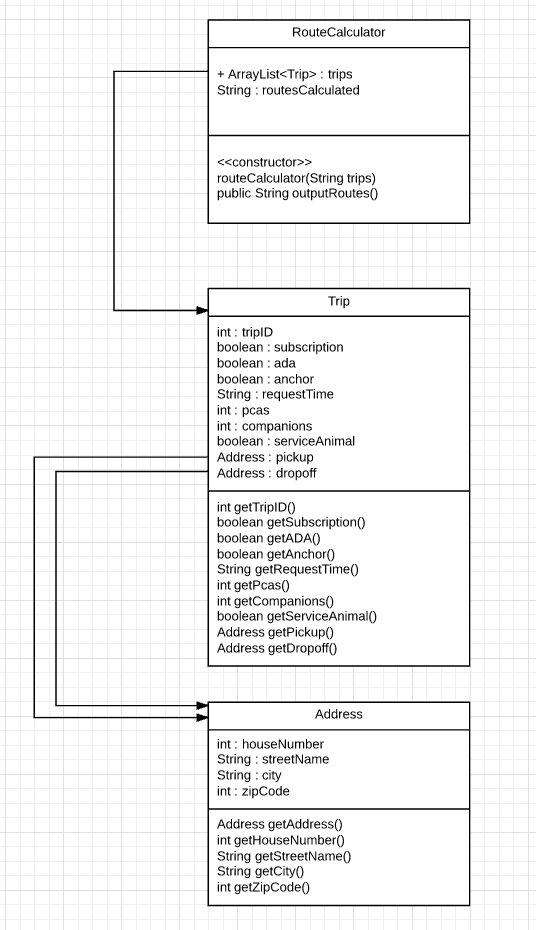 RouteCalculator
+ ArrayList<Trip> : trips
String : routesCalculated
<<constructor>>
routeCalculator(String trips)
public String outputRoutes()
Trip
int : tripID
boolean : subscription
boolean : ada
boolean : anchor
String : requestTime
int : pcas
int : companions
boolean : serviceAnimal
Address : pickup
Address : dropoff
int getTripID()
boolean getSubscription()
boolean getADA()
boolean getAnchor()
String getRequestTime()
int getPcas()
int getCompanions()
boolean getServiceAnimal()
Address getPickup()
Address getDropoff()
Address
int : houseNumber
String : streetName
String : city
int : zipCode
Address getAddress()
int getHouseNumber()
String getStreetName()
String getCity()
int getZipCode()